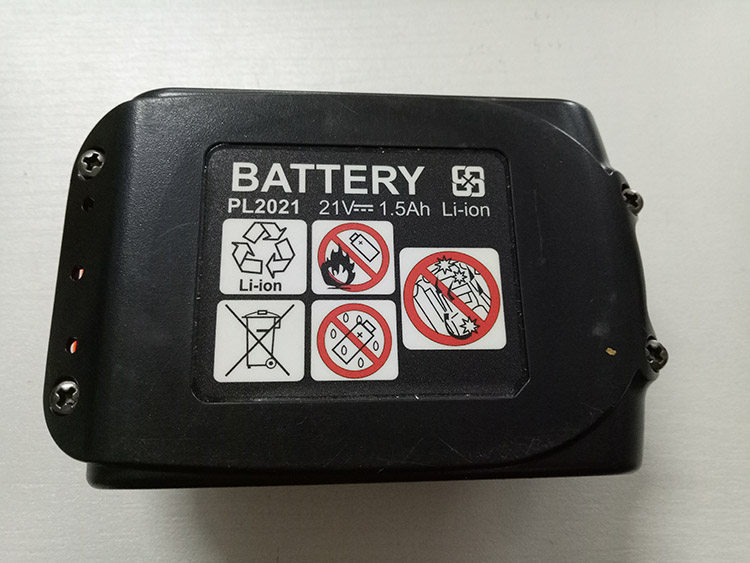 BATTERY
PL2021 21V⎓ 1.5Ah Li-ion
Li-ion